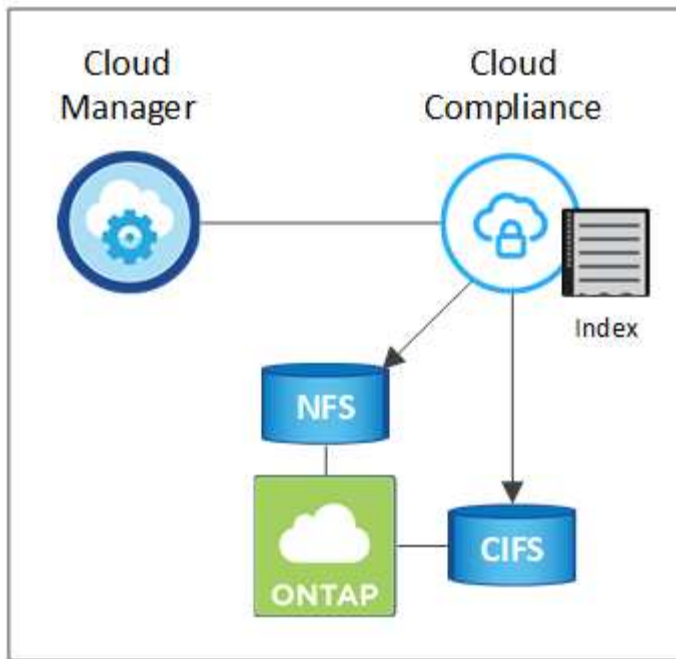 Cloud
Manager
Cloud
Compliance
Index
NFS
CIFS
ONTAP